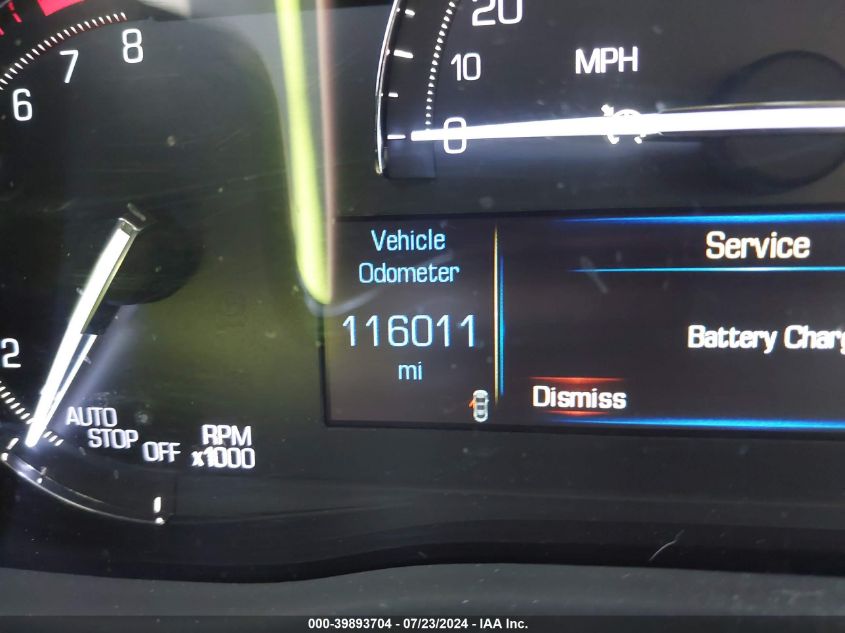 8
7
6
2
AUTO
STOP
OFF
RPM
x1000
20
10
0
MPH
Vehicle
Odometer
116011
mi
Service
Battery Charg
Dismiss
000-39893704 / 07/23/2024 - IAA Inc.